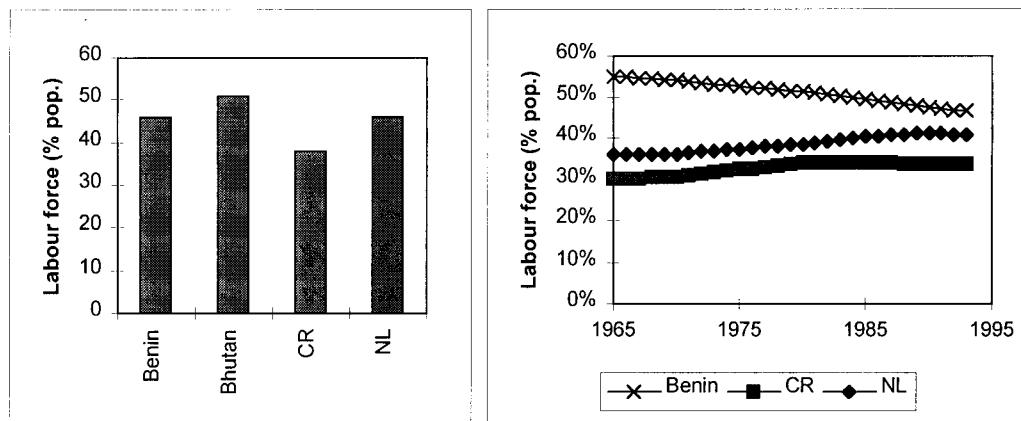 Labour force (% pop.)
60
50
40
30
20
10
0
Benin
Bhutan
CR
NL
Labour force (% pop.)
60%
50%
40%
30%
20%
10%
0%
1965 1975 1985 1995
Benin CR NL